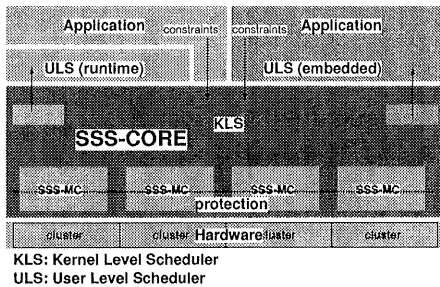 Application constraints constraints Application
ULS (runtime) ULS (embedded)
KLS
SSS-CORE
SSS-MC SSS-MC SSS-MC SSS-MC
protection
cluster cluster Hardware cluster cluster
KLS: Kernel Level Scheduler
ULS: User Level Scheduler